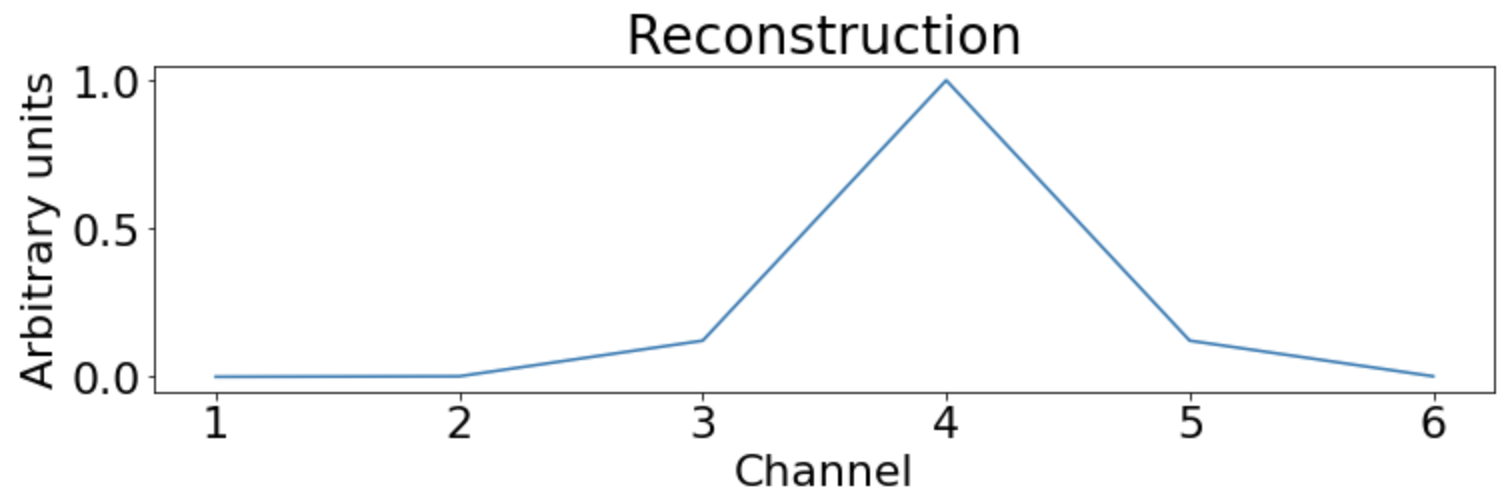 Reconstruction
Arbitrary units
1.0
0.5
0.0
1 2 3 4 5 6
Channel